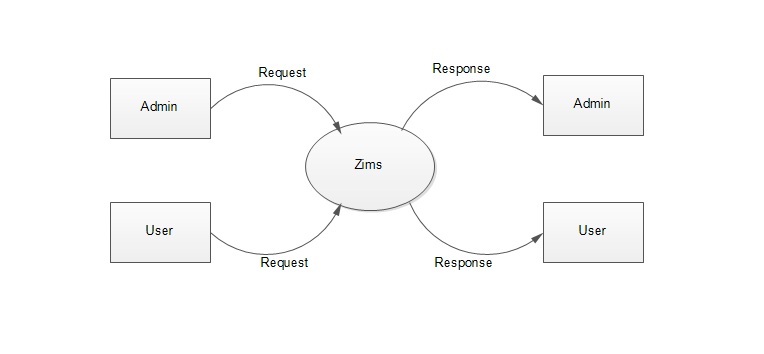 Request
Response
Admin
Admin
Zims
User
User
Request
Response